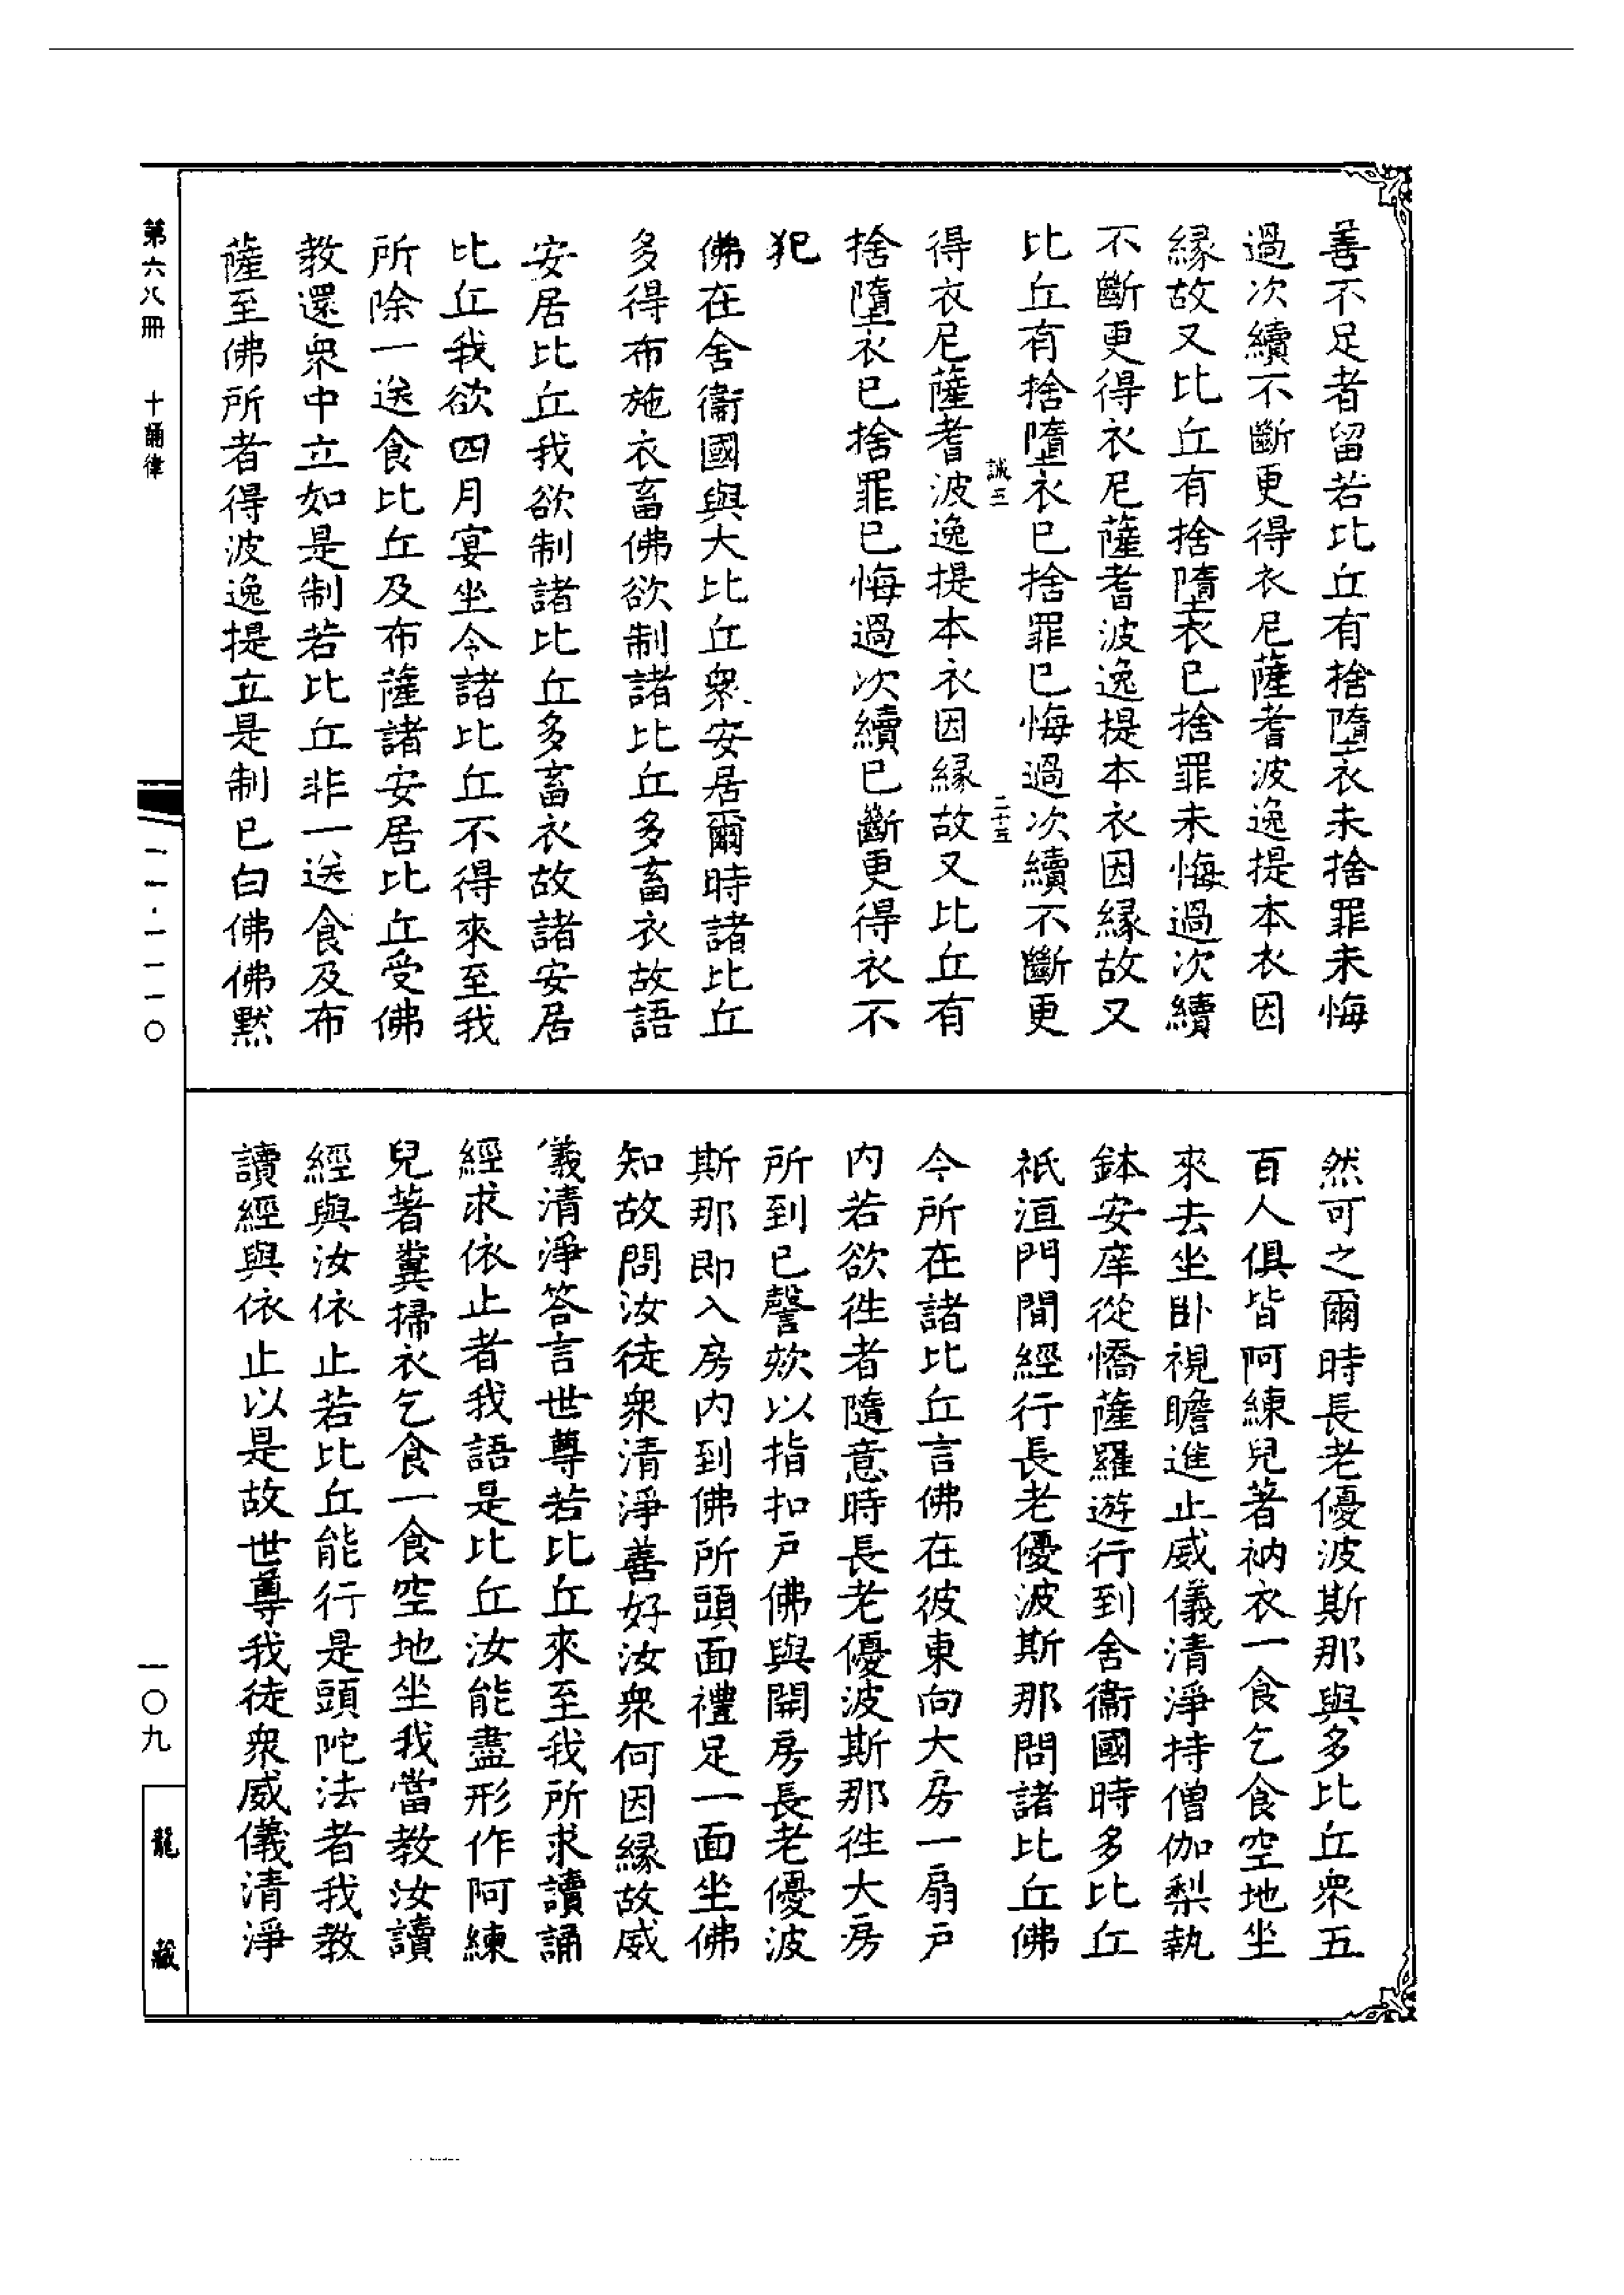 善不足者留若比丘有捨墮衣未捨罪未悔
過次續不斷更得衣尼薩耆波逸提本衣因
緣故又比丘有捨墮衣已捨罪未悔過次續
不斷更得衣尼薩耆波逸提本衣因緣故又
比丘有捨墮衣已捨罪已悔過次續不斷更
誠三 二十五
得衣尼薩耆波逸提本衣因緣故又比丘有
捨墮衣已捨罪已悔過次續已斷更得衣不
犯
佛在舍衞國與大比丘衆安居爾時諸比丘
多得布施衣畜佛欲制諸比丘多畜衣故語
安居比丘我欲制諸比丘多畜衣故諸安居
比丘我欲四月宴坐令諸比丘不得來至我
所除一送食比丘及布薩諸安居比丘受佛
教還衆中立如是制若比丘非一送食及布
薩至佛所者得波逸提立是制已白佛佛默
然可之爾時長老優波斯那與多比丘衆五
百人俱皆阿練兒著衲衣一食乞食空地坐
來去坐卧視瞻進止威儀清淨持僧伽梨執
鉢安庠從憍薩羅遊行到舍衞國時多比丘
祇洹門間經行長老優波斯那問諸比丘佛
今所在諸比丘言佛在彼東向大房一扇戶
内若欲徃者隨意時長老優波斯那徃大房
所到已謦欬以指扣戶佛與開房長老優波
斯那即入房内到佛所頭面禮足一面坐佛
知故問汝徒衆清淨善好汝衆何因緣故威
儀清淨答言世尊若比丘來至我所求讀誦
經求依止者我語是比丘汝能盡形作阿練
兒著糞掃衣乞食一食空地坐我當教汝讀
經與汝依止若比丘能行是頭陀法者我教
讀經與依止以是故世尊我徒衆威儀清淨
第六八冊 十誦律
一一一·一一一〇
一〇九
龍藏